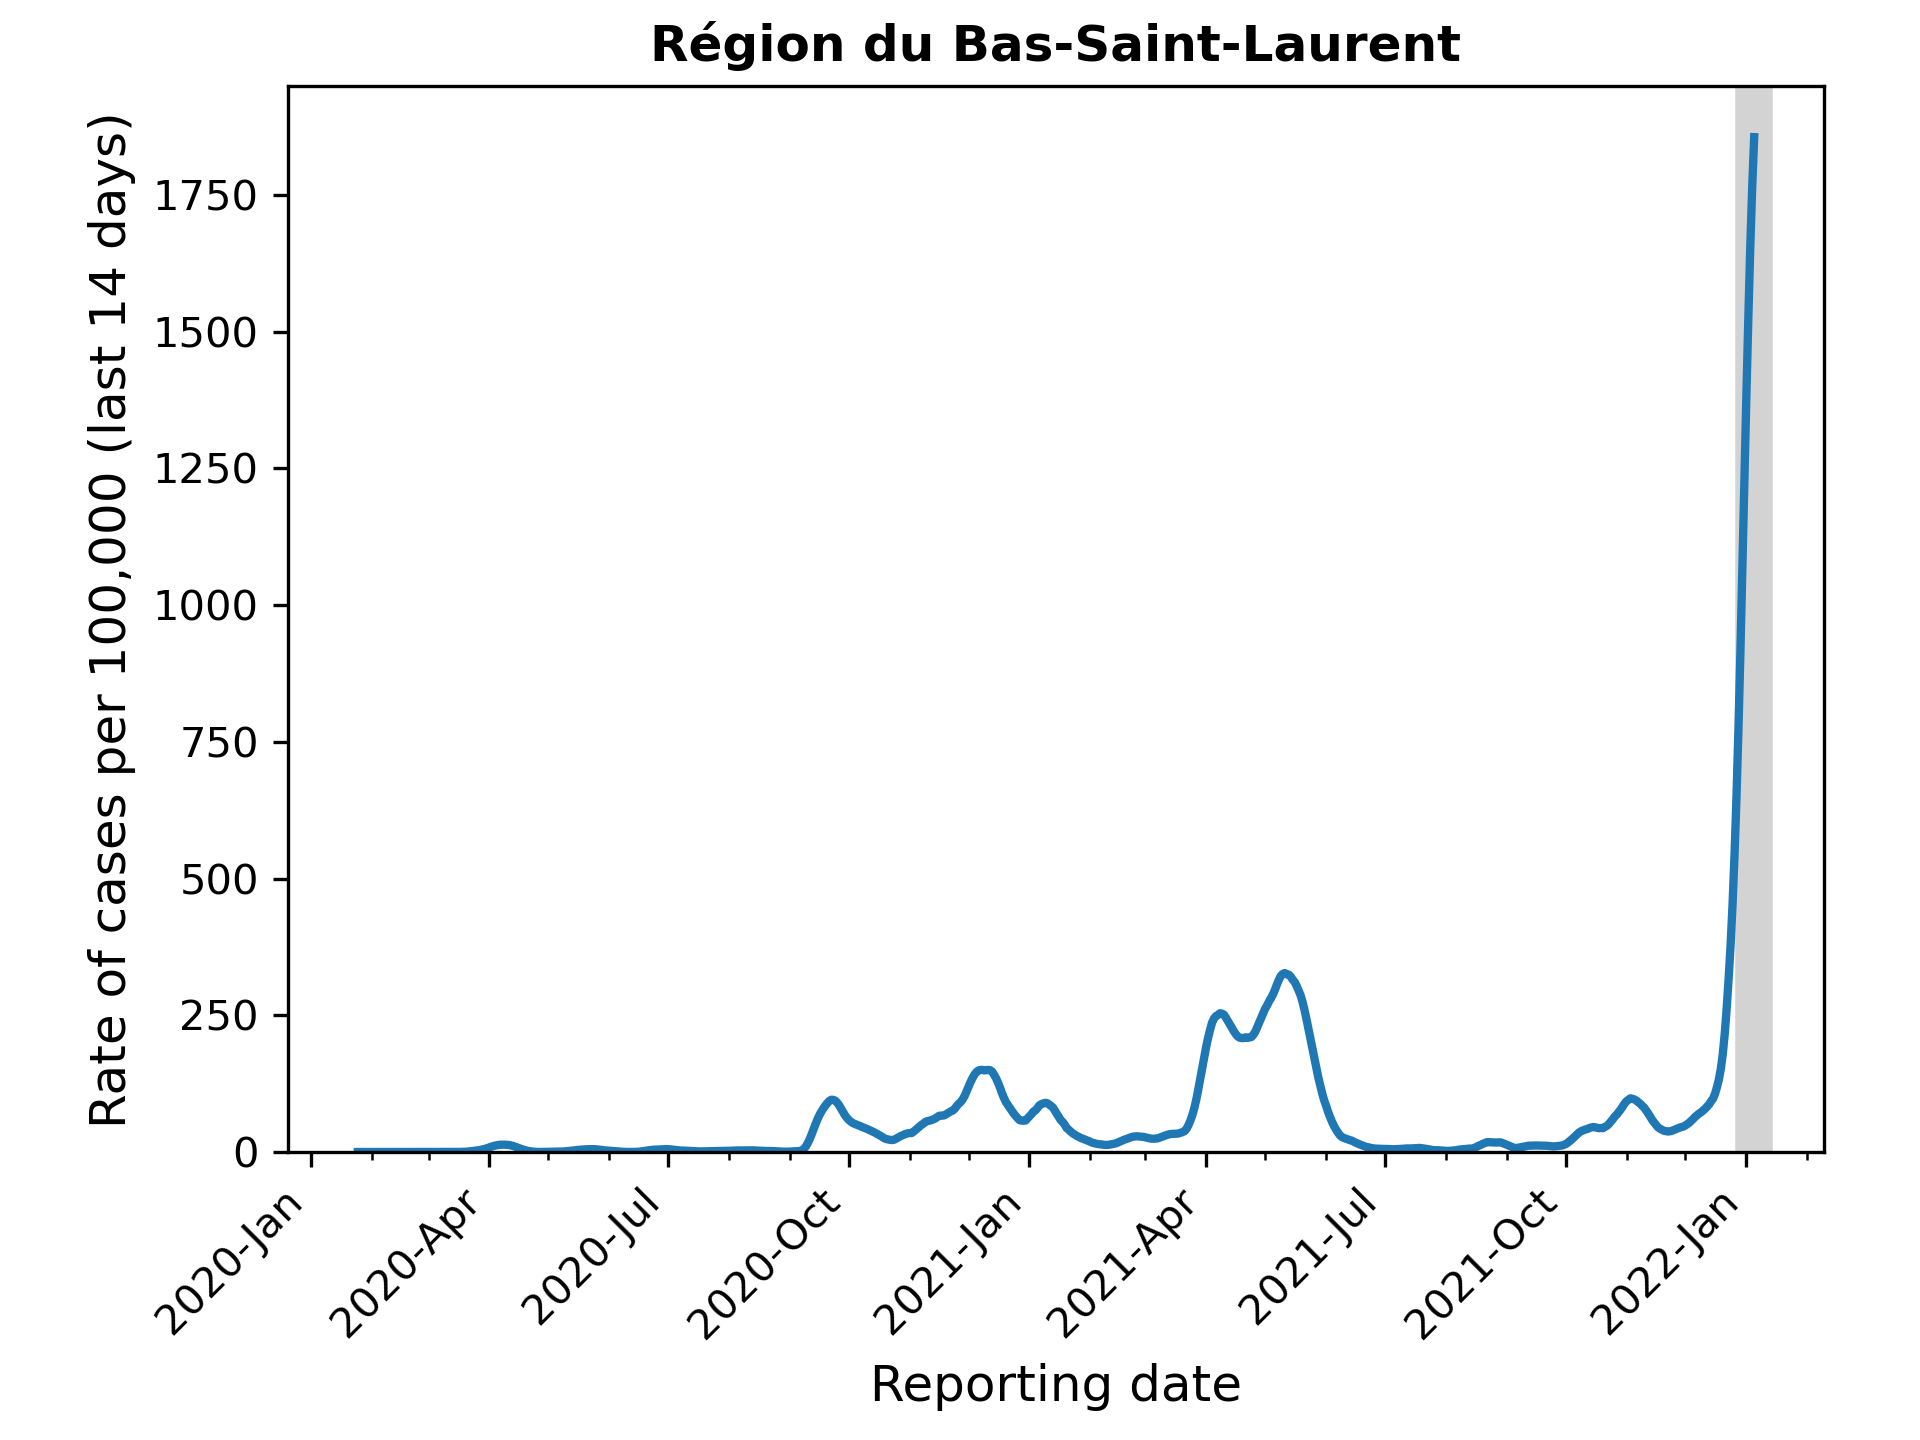 Région du Bas-Saint-Laurent
Rate of cases per 100,000 (last 14 days)
1750
1500
1250
1000
750
500
250
0
2020-Jan
2020-Apr
2020-Jul
2020-Oct
2021-Jan
2021-Apr
2021-Jul
2021-Oct
2022-Jan
Reporting date